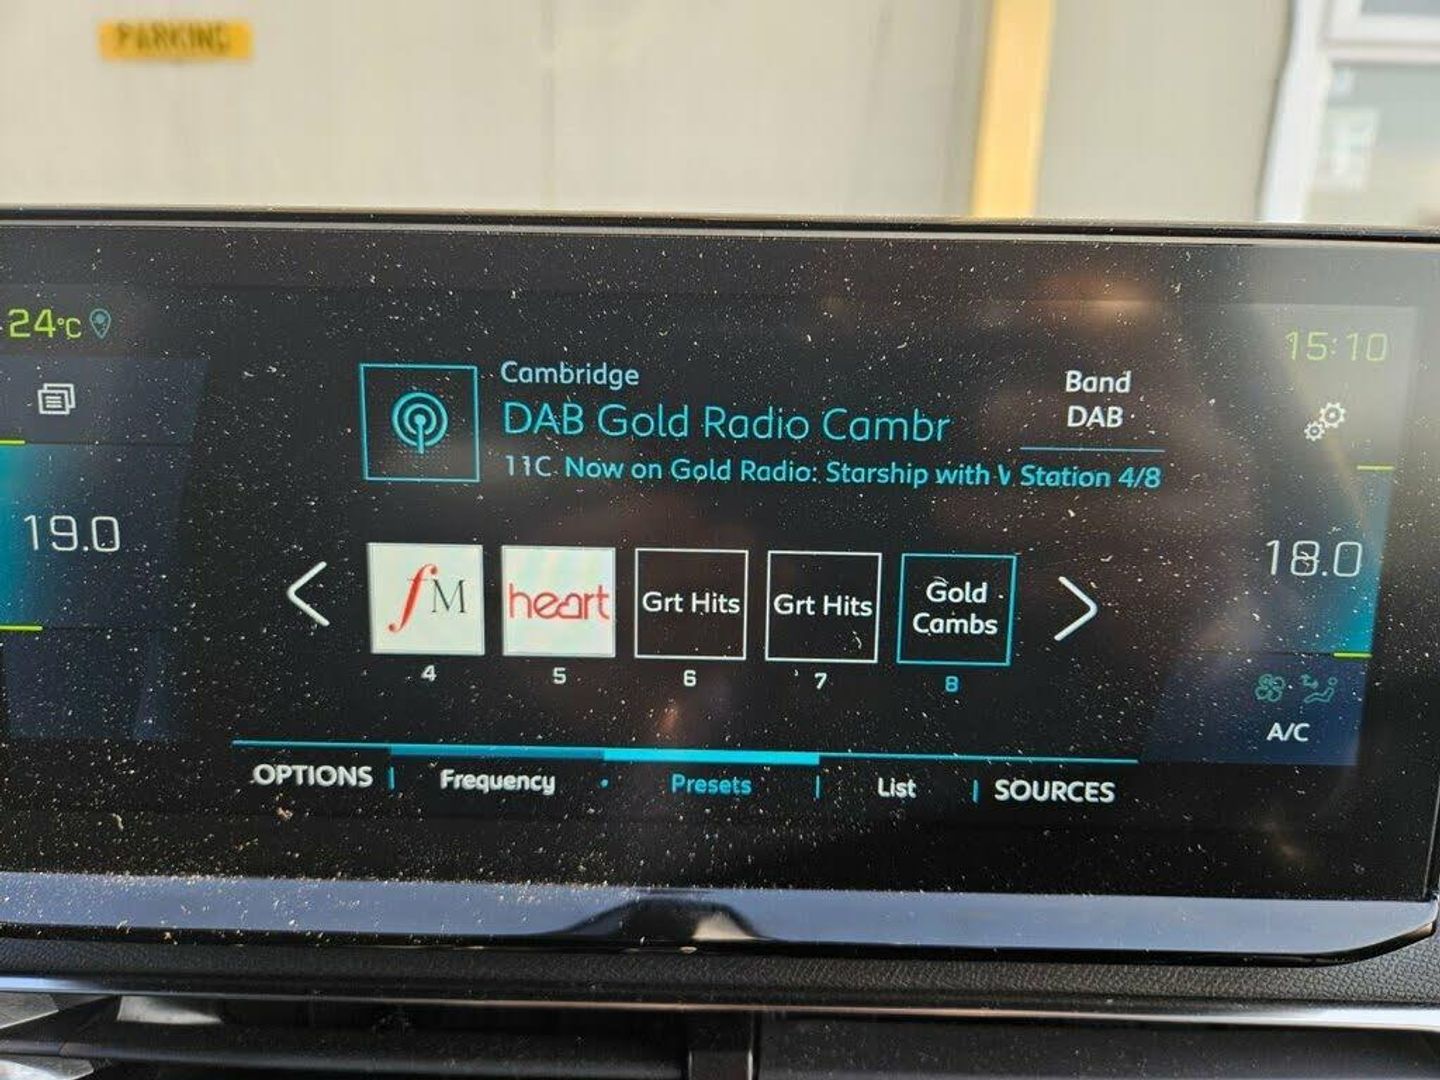 PARKING
24°C
15:10
Cambridge
DAB Gold Radio Cambr
11C Now on Gold Radio: Starship with
Station 4/8
Band
DAB
19.0
18.0
fM
heart
Grt Hits
Grt Hits
Gold
Cambs
4
5
6
7
8
A/C
OPTIONS
Frequency
Presets
List
SOURCES